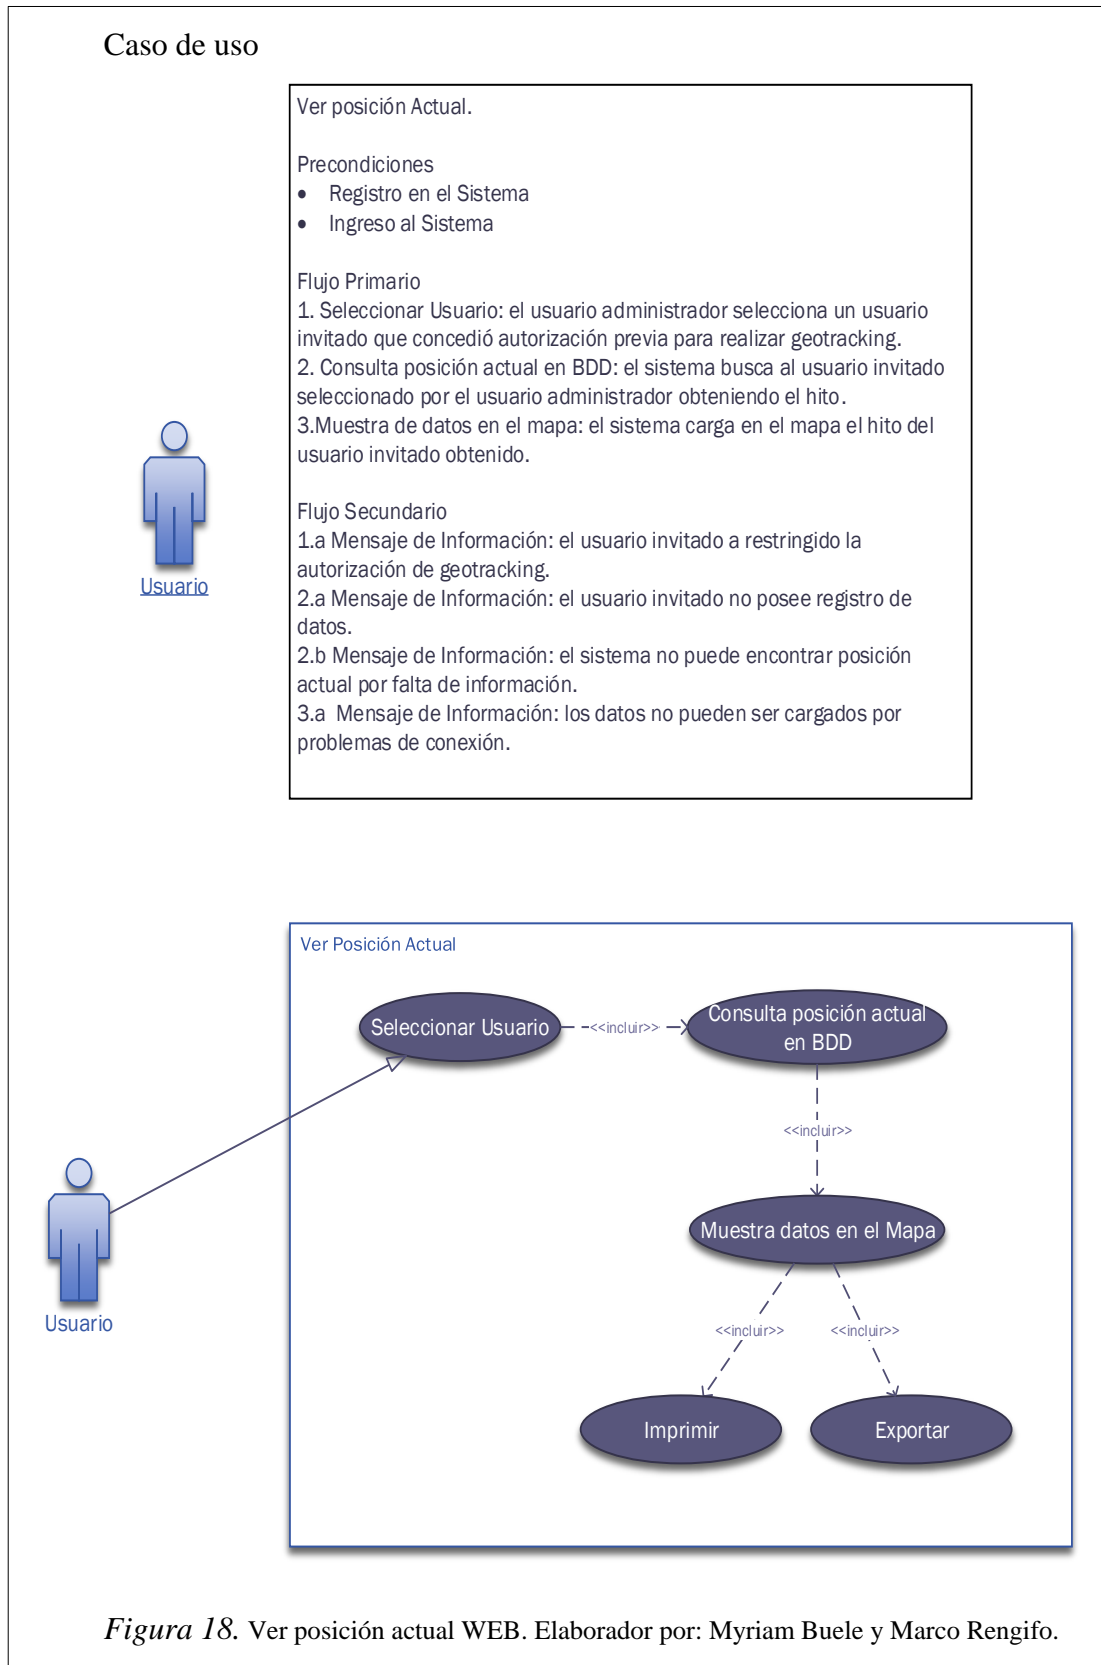 Caso de uso
Ver posición Actual.
Precondiciones
• Registro en el Sistema
• Ingreso al Sistema
Flujo Primario
1. Seleccionar Usuario: el usuario administrador selecciona un usuario
invitado que concedió autorización previa para realizar geotracking.
2. Consulta posición actual en BDD: el sistema busca al usuario invitado
seleccionado por el usuario administrador obteniendo el hito.
3.Muestra de datos en el mapa: el sistema carga en el mapa el hito del
usuario invitado obtenido.
Flujo Secundario
1.a Mensaje de Información: el usuario invitado a restringido la
autorización de geotracking.
2.a Mensaje de Información: el usuario invitado no posee registro de
datos.
2.b Mensaje de Información: el sistema no puede encontrar posición
actual por falta de información.
3.a  Mensaje de Información: los datos no pueden ser cargados por
problemas de conexión.
Usuario
Ver Posición Actual
Seleccionar Usuario
<<incluir>>
Consulta posición actual
en BDD
<<incluir>>
Muestra datos en el Mapa
<<incluir>>
<<incluir>>
Imprimir
Exportar
Usuario
Figura 18. Ver posición actual WEB. Elaborador por: Myriam Buele y Marco Rengifo.